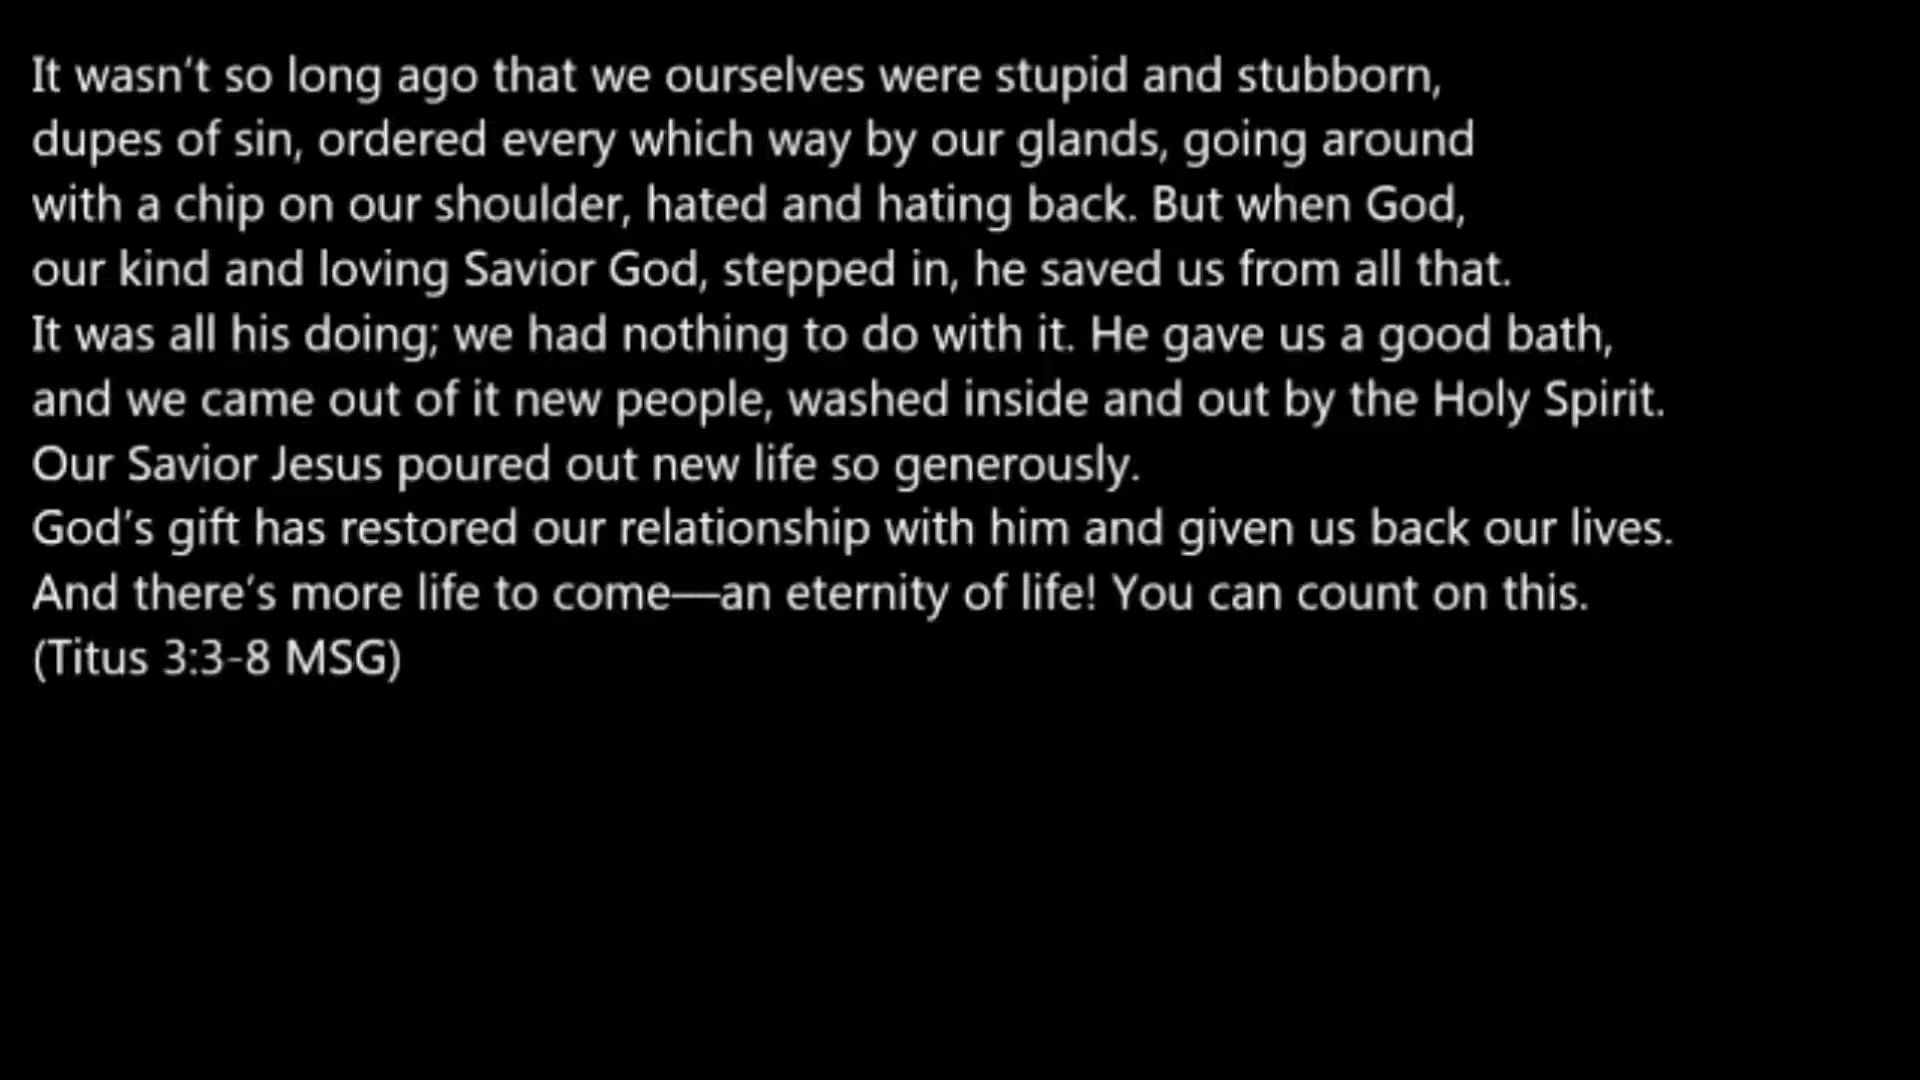 It wasn‘t so long ago that we ourselves were stupid and stubborn,
dupes of sin, ordered every which way by our glands, going around
with a chip on our shoulder, hated and hating back. But when God,
our kind and loving Savior God, stepped in, he saved us from all that.
It was all his doing; we had nothing to do with it. He gave us a good bath,
and we came out of it new people, washed inside and out by the Holy Spirit.
Our Savior Jesus poured out new life so generously.
God’s gift has restored our relationship with him and given us back our lives.
And there’s more life to come—an eternity of life! You can count on this.
(Titus 3:3-8 MSG)